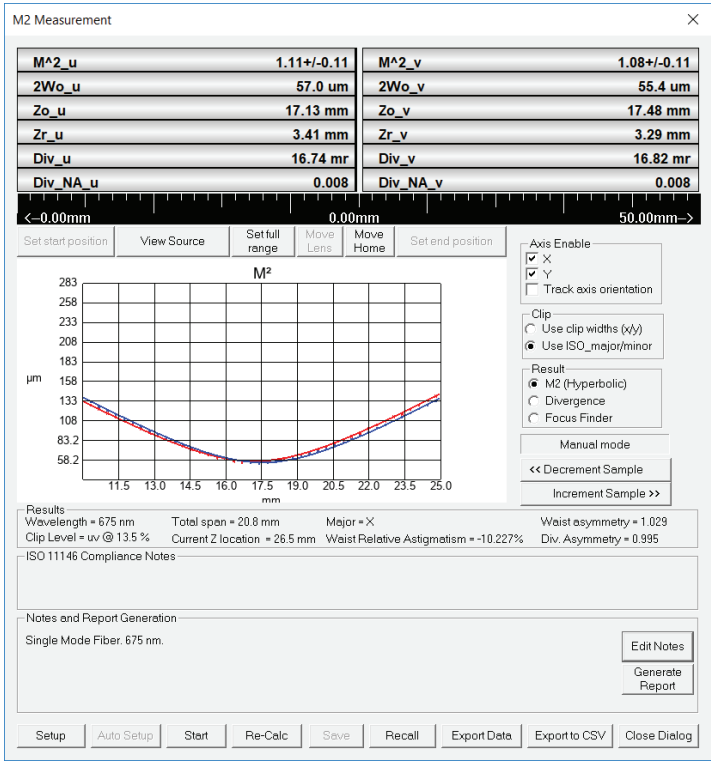 M2 Measurement
M^2_u 1.11+/-0.11 M^2_v 1.08+/-0.11
2Wo_u 57.0 um 2Wo_v 55.4 um
Zo_u 17.13 mm Zo_v 17.48 mm
Zr_u 3.41 mm Zr_v 3.29 mm
Div_u 16.74 mr Div_v 16.82 mr
Div_NA_u 0.008 Div_NA_v 0.008
<--0.00mm 0.00mm 50.00mm-->
Set start position View Source Set full range Move Lens Move Home Set end position
Axis Enable
X
Y
Track axis orientation
Clip
Use clip widths (x/y)
Use ISO_major/minor
Result
M2 (Hyperbolic)
Divergence
Focus Finder
Manual mode
<< Decrement Sample
Increment Sample >>
M²
283
258
233
208
183
µm 158
133
108
83.2
58.2
11.5 13.0 14.5 16.0 17.5 19.0 20.5 22.0 23.5 25.0
mm
Results
Wavelength = 675 nm Total span = 20.8 mm Major = X Waist asymmetry = 1.029
Clip Level = uv @ 13.5 % Current Z location = 26.5 mm Waist Relative Astigmatism = -10.227% Div. Asymmetry = 0.995
ISO 11146 Compliance Notes
Notes and Report Generation
Single Mode Fiber. 675 nm.
Edit Notes
Generate
Report
Setup Auto Setup Start Re-Calc Save Recall Export Data Export to CSV Close Dialog